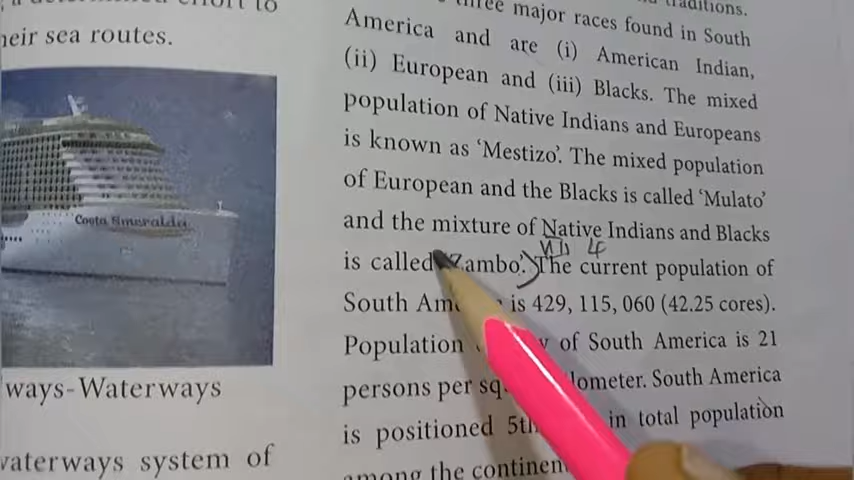 to
heir sea routes.
Costa Smeralda
ways-Waterways
waterways system of
traditions.
three major races found in South
America and are (i) American Indian,
(ii) European and (iii) Blacks. The mixed
population of Native Indians and Europeans
is known as ‘Mestizo’. The mixed population
of European and the Blacks is called ‘Mulato’
and the mixture of Native Indians and Blacks
is called ‘Zambo’. The current population of
South Am is 429, 115, 060 (42.25 cores).
Population of South America is 21
persons per sq lometer. South America
is positioned 5th in total population
among the continen